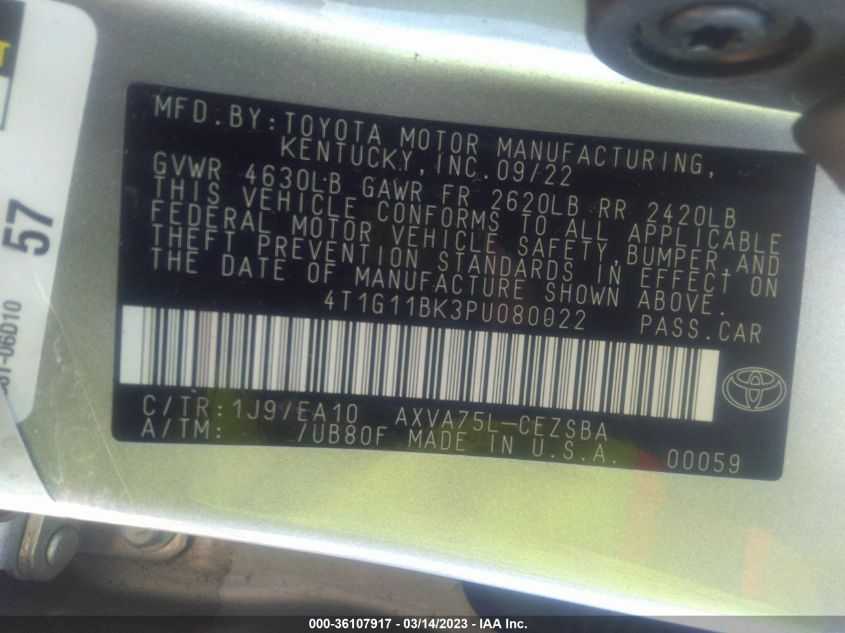 57
06D10
MFD.BY:TOYOTA MOTOR MANUFACTURING,
KENTUCKY,INC.09/22
GVWR 4630LB GAWR FR 2620LB RR 2420LB
THIS VEHICLE CONFORMS TO ALL APPLICABLE
FEDERAL MOTOR VEHICLE SAFETY,BUMPER,AND
THEFT PREVENTION STANDARDS IN EFFECT ON
THE DATE OF MANUFACTURE SHOWN ABOVE.
4T1G11BK3PU080022 PASS.CAR
C/TR:1J9/EA10 AXVA75L-CEZSBA
A/TM: /UB80F MADE IN U.S.A. 00059
000-36107917 - 03/14/2023 - IAA Inc.